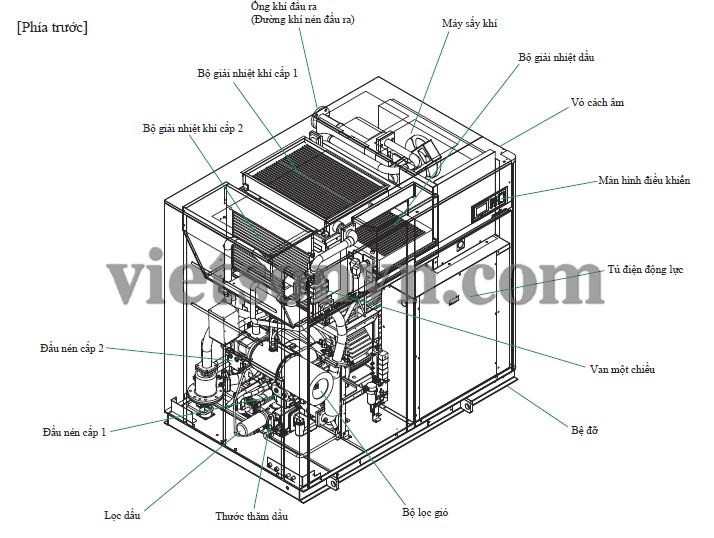 Ống khí đầu ra
(Đường khí nén đầu ra)
[Phía trước]
Máy sấy khí
Bộ giải nhiệt dầu
Bộ giải nhiệt khí cấp 1
Vỏ cách âm
Bộ giải nhiệt khí cấp 2
Màn hình điều khiển
Tủ điện động lực
vietsonvn.com
Đầu nén cấp 2
Van một chiều
Đầu nén cấp 1
Bệ đỡ
Lọc dầu
Thước thăm dầu
Bộ lọc gió